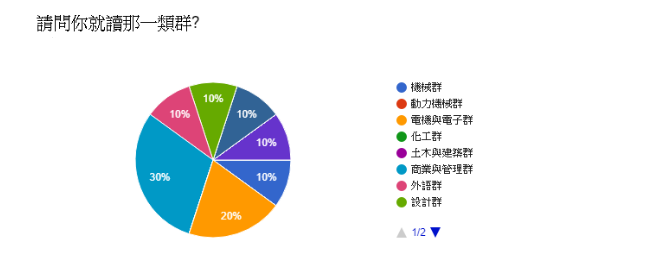 請問你就讀那一類群?
10%
10%
10%
10%
10%
30%
20%
機械群
動力機械群
電機與電子群
化工群
土木與建築群
商業與管理群
外語群
設計群
1/2